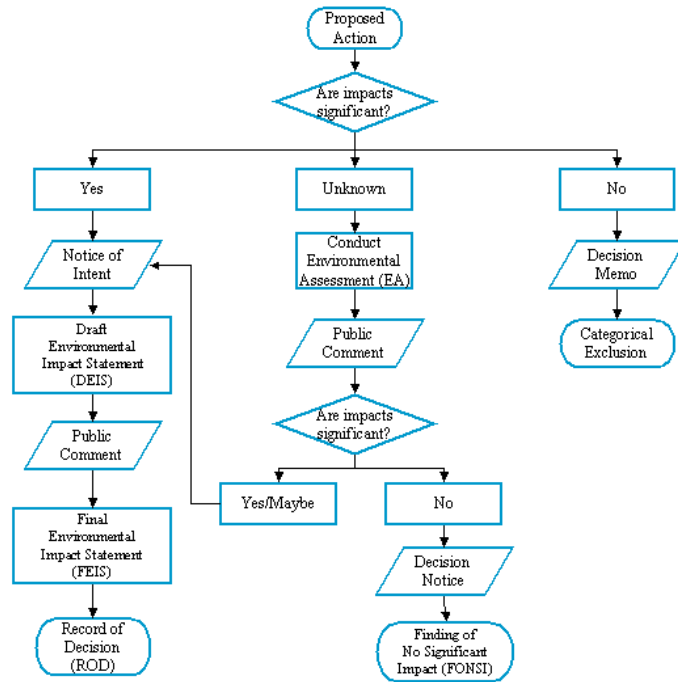 Proposed
Action
Are impacts
significant?
Yes
Unknown
No
Notice of
Intent
Conduct
Environmental
Assessment (EA)
Decision
Memo
Draft
Environmental
Impact Statement
(DEIS)
Public
Comment
Categorical
Exclusion
Public
Comment
Are impacts
significant?
Yes/Maybe
No
Final
Environmental
Impact Statement
(FEIS)
Decision
Notice
Record of
Decision
(ROD)
Finding of
No Significant
Impact (FONSI)